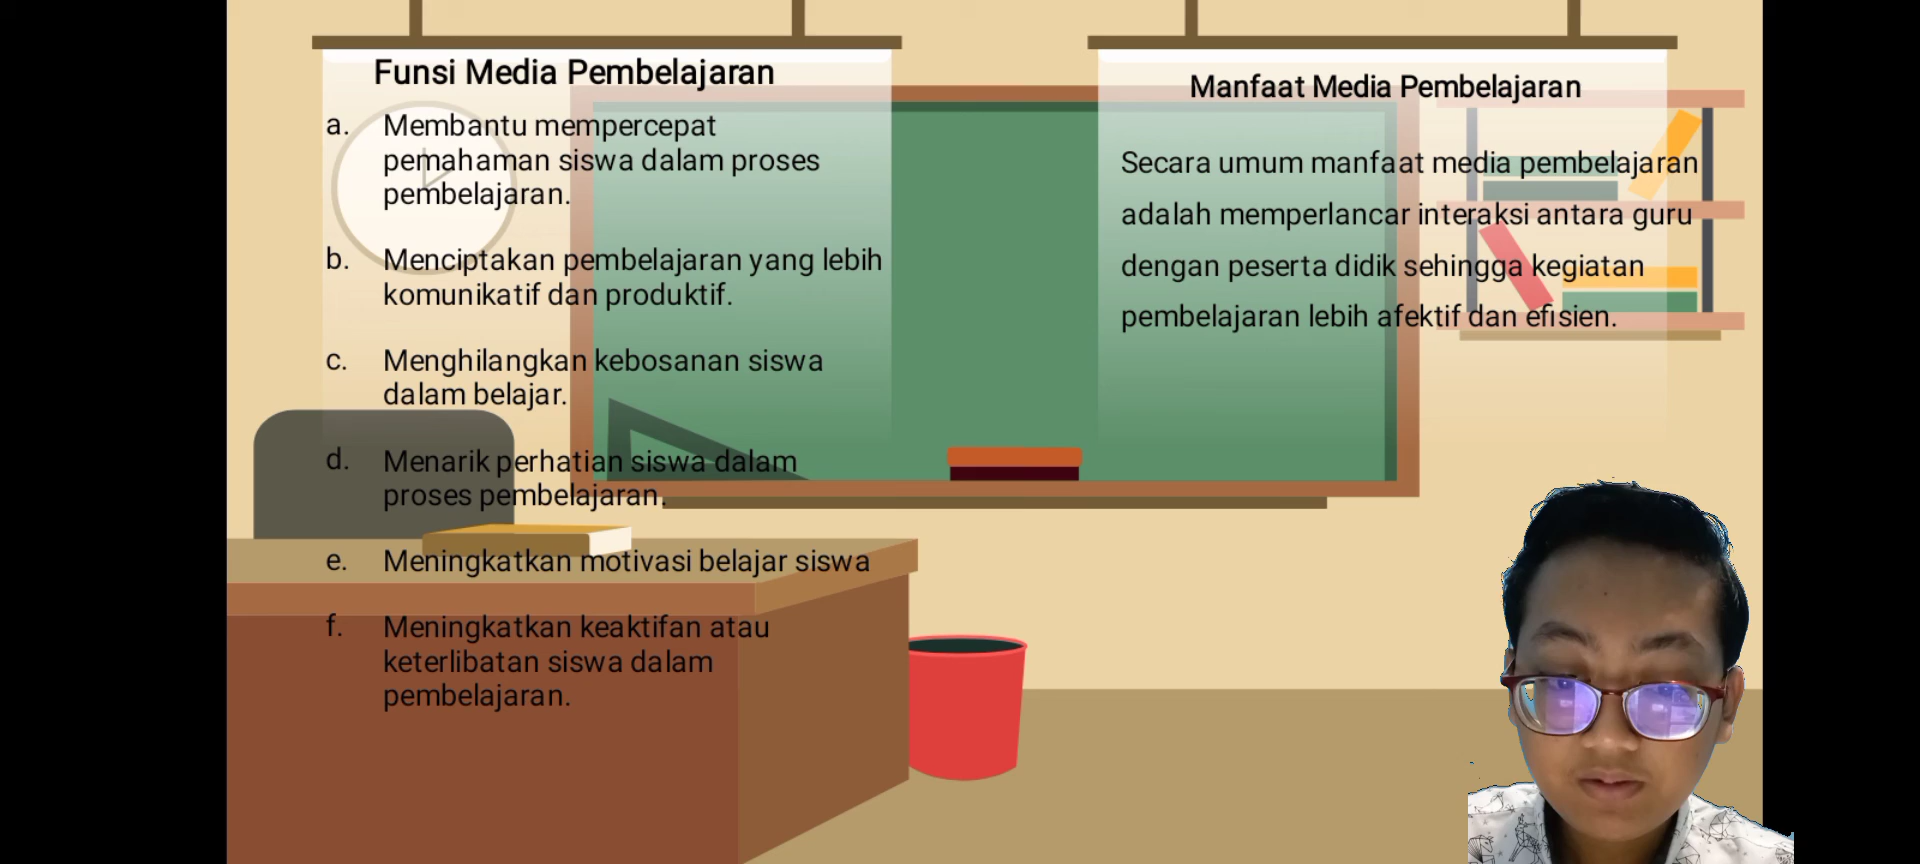 Funsi Media Pembelajaran
a. Membantu mempercepat
pemahaman siswa dalam proses
pembelajaran.
b. Menciptakan pembelajaran yang lebih
komunikatif dan produktif.
c. Menghilangkan kebosanan siswa
dalam belajar.
d. Menarik perhatian siswa dalam
proses pembelajaran.
e. Meningkatkan motivasi belajar siswa
f. Meningkatkan keaktifan atau
keterlibatan siswa dalam
pembelajaran.
Manfaat Media Pembelajaran
Secara umum manfaat media pembelajaran
adalah memperlancar interaksi antara guru
dengan peserta didik sehingga kegiatan
pembelajaran lebih afektif dan efisien.